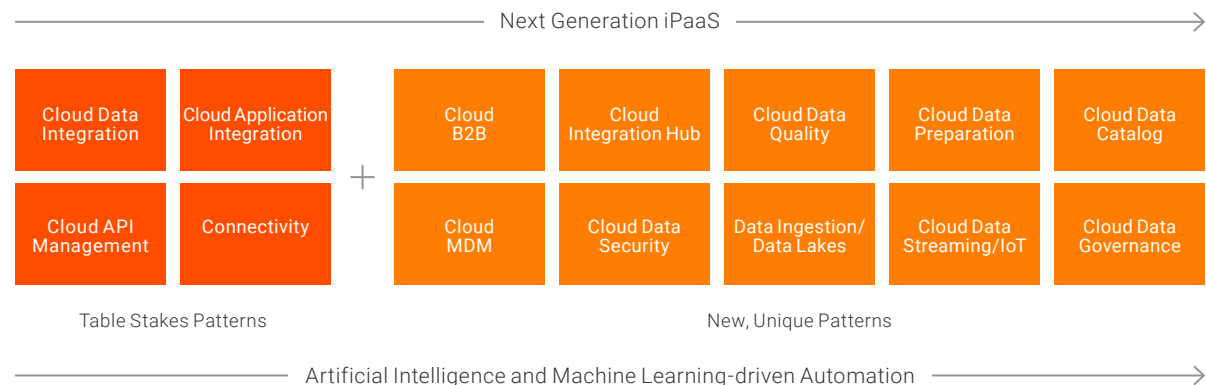 Next Generation iPaaS
Cloud Data
Integration
Cloud Application
Integration
Cloud
B2B
Cloud
Integration Hub
Cloud Data
Quality
Cloud Data
Preparation
Cloud Data
Catalog
+
Cloud API
Management
Connectivity
Cloud
MDM
Cloud Data
Security
Data Ingestion/
Data Lakes
Cloud Data
Streaming/IoT
Cloud Data
Governance
Table Stakes Patterns
New, Unique Patterns
Artificial Intelligence and Machine Learning-driven Automation